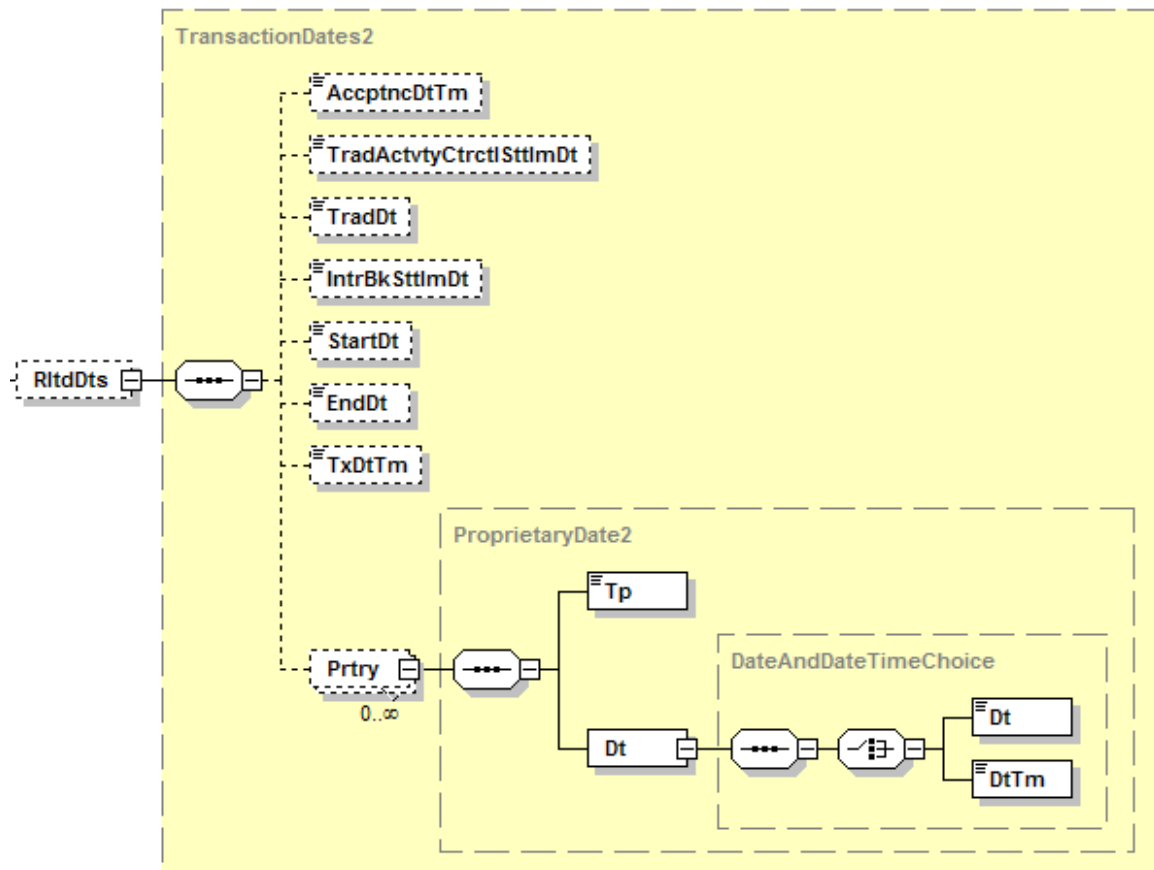 TransactionDates2
AccptncDtTm
TradActvtyCtrctlSttlmDt
TradDt
IntrBkSttlmDt
StartDt
RltdDts
EndDt
TxDtTm
ProprietaryDate2
Tp
Prtry
0..∞
DateAndDateTimeChoice
Dt
Dt
DtTm